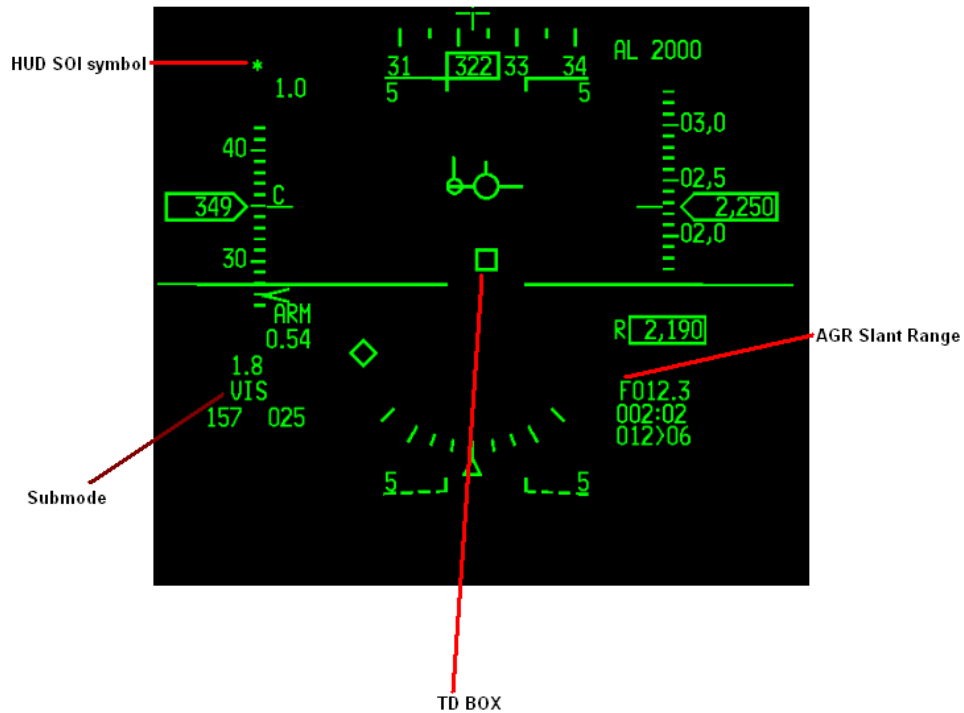 HUD SOI symbol
*
1.0
31 322 33 34
5 5
AL 2000
40
349
C
30
03,0
02,5
2,250
02,0
ARM
0.54
1.8
VIS
157 025
R 2,190
AGR Slant Range
F012.3
002:02
012>06
5 5
Submode
TD BOX